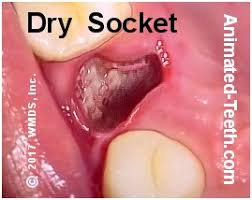 Dry Socket
Animated-Teeth.com
© 2017, WMDS, Inc.